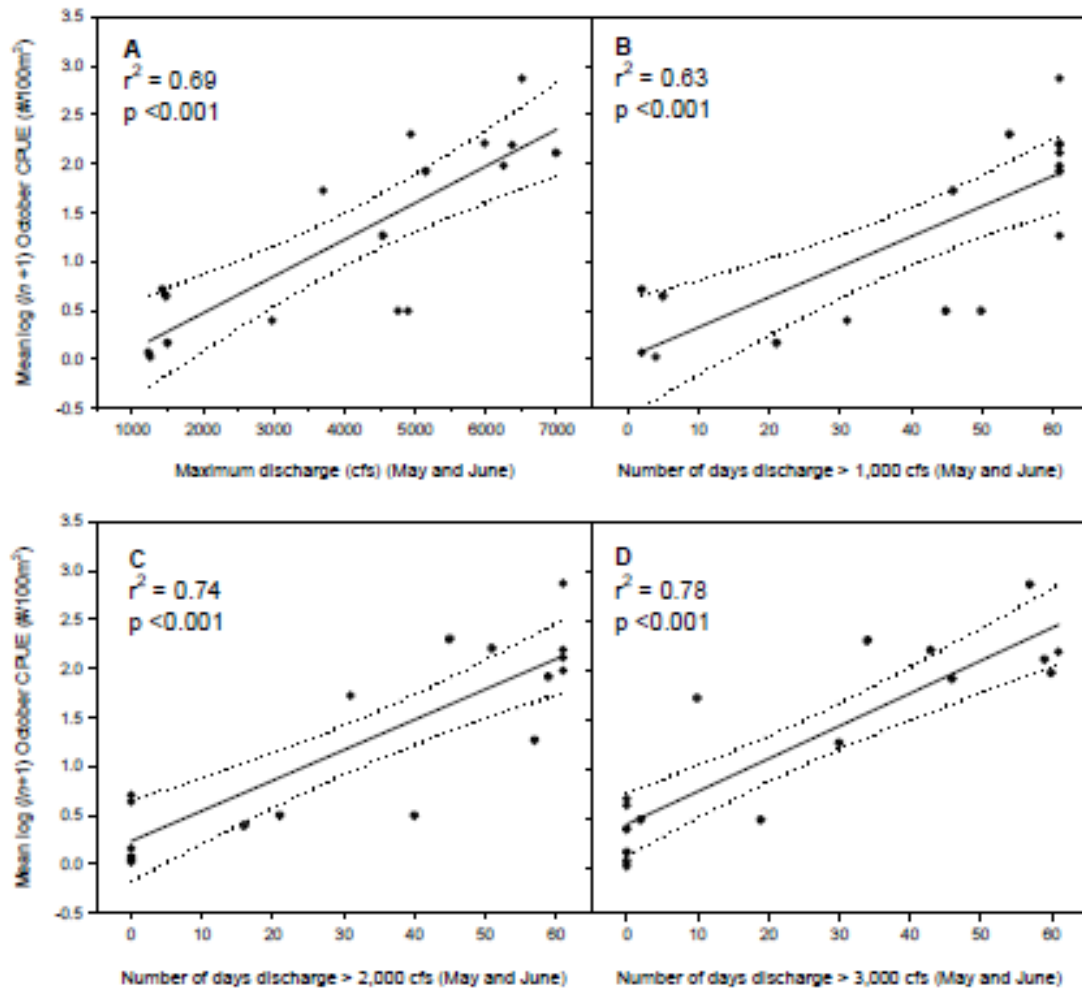 A
r² = 0.69
p <0.001
B
r² = 0.63
p <0.001
Mean log (ln +1) October CPUE (#/100m²)
3.5
3.0
2.5
2.0
1.5
1.0
0.5
0.0
-0.5
1000 2000 3000 4000 5000 6000 7000
0 10 20 30 40 50 60
Maximum discharge (cfs) (May and June)
Number of days discharge > 1,000 cfs (May and June)
C
r² = 0.74
p <0.001
D
r² = 0.78
p <0.001
Mean log (ln+1) October CPUE (#/100m²)
3.5
3.0
2.5
2.0
1.5
1.0
0.5
0.0
-0.5
0 10 20 30 40 50 60
0 10 20 30 40 50 60
Number of days discharge > 2,000 cfs (May and June)
Number of days discharge > 3,000 cfs (May and June)